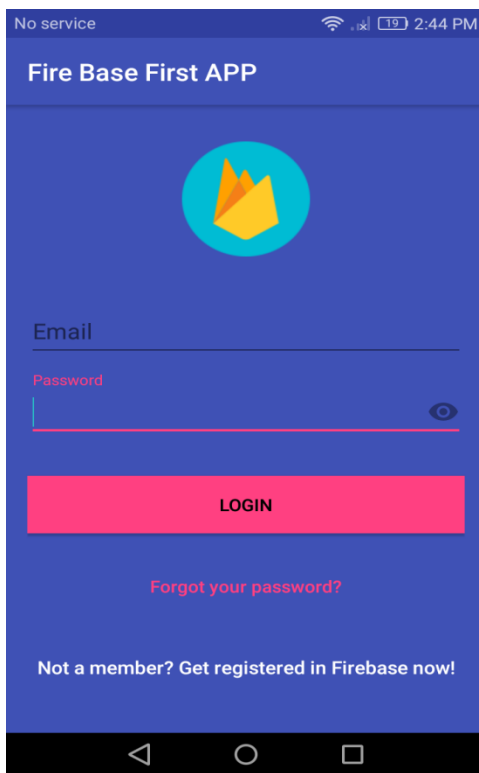 No service 19 2:44 PM
Fire Base First APP
Email
Password
LOGIN
Forgot your password?
Not a member? Get registered in Firebase now!